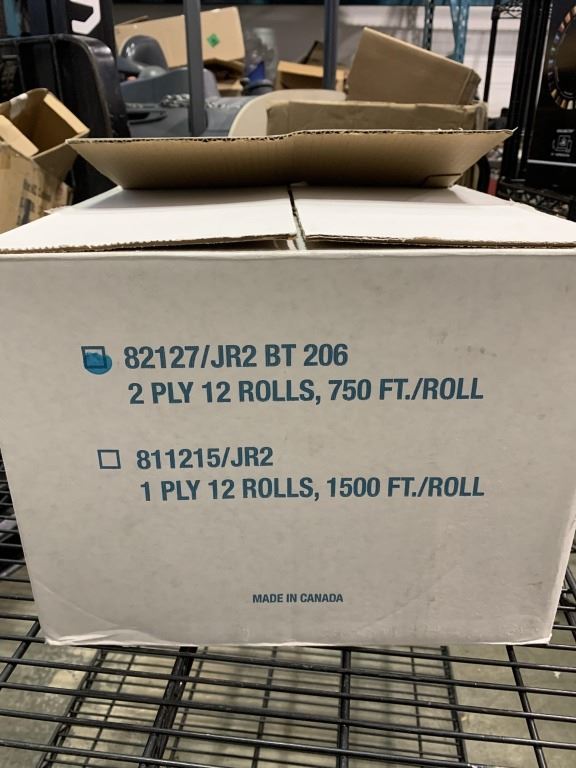 82127/JR2 BT 206
2 PLY 12 ROLLS, 750 FT./ROLL
811215/JR2
1 PLY 12 ROLLS, 1500 FT./ROLL
MADE IN CANADA